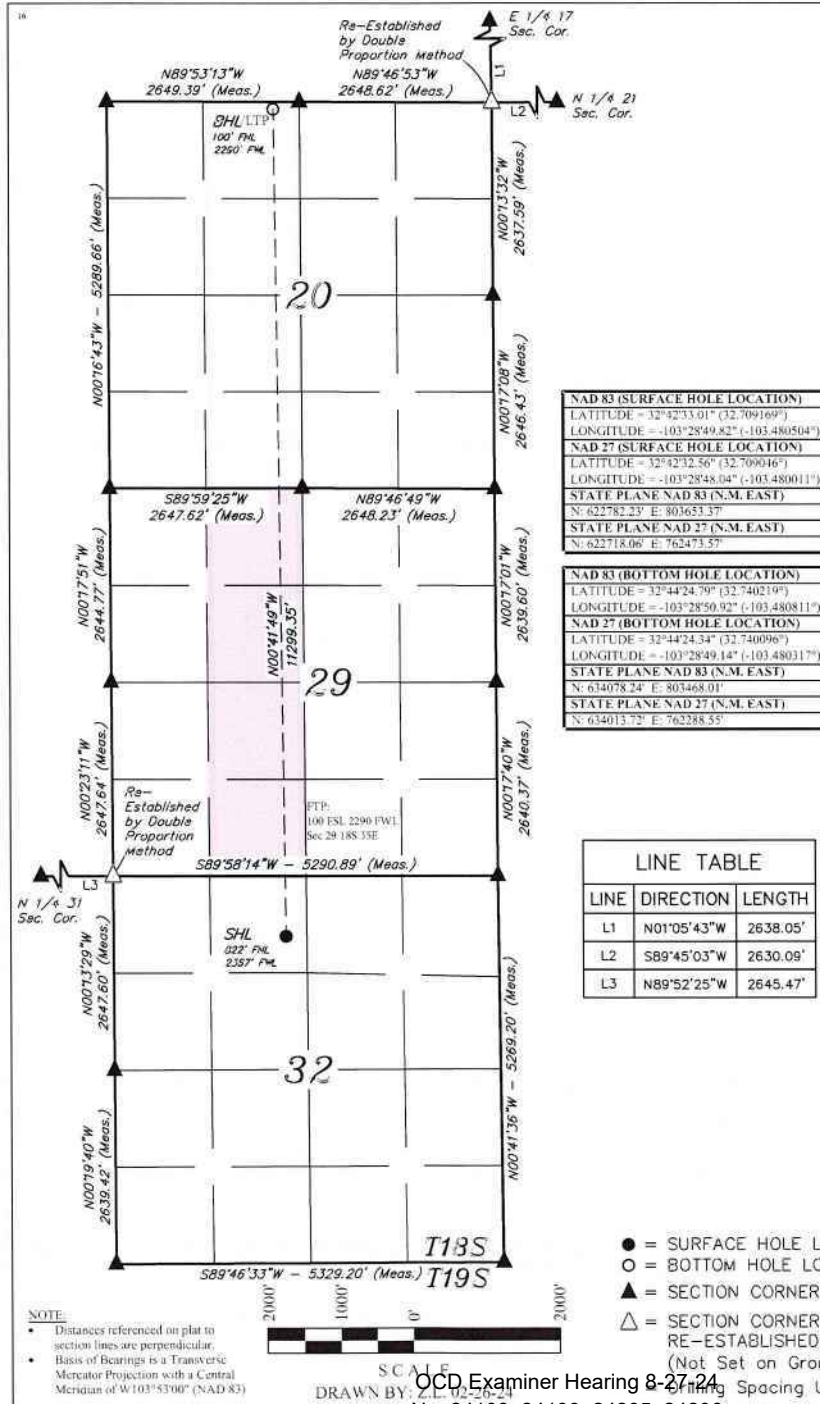 16
Re-Established
by Double
Proportion Method
E 1/4 17
Sec. Cor.
L1
N89°53'13"W
2649.39' (Meas.)
N89°46'53"W
2648.62' (Meas.)
L2
N 1/4 21
Sec. Cor.
/LTP
100' FNL
2290' FWL
N00°16'43"W - 5289.66' (Meas.)
N00°13'32"W
2637.59' (Meas.)
20
N00°17'08"W
2646.43' (Meas.)
NAD 83 (SURFACE HOLE LOCATION)
LATITUDE = 32°42'33.01" (32.709169°)
LONGITUDE = -103°28'49.82" (-103.480504°)
NAD 27 (SURFACE HOLE LOCATION)
LATITUDE = 32°42'32.56" (32.709046°)
LONGITUDE = -103°28'48.04" (-103.480011°)
STATE PLANE NAD 83 (N.M. EAST)
N: 622782.23' E: 803653.37'
STATE PLANE NAD 27 (N.M. EAST)
N: 622718.06' E: 762473.57'
S89°59'25"W
2647.62' (Meas.)
N89°46'49"W
2648.23' (Meas.)
N00°17'51"W
2644.77' (Meas.)
N00°41'49"W
11299.35'
N00°17'01"W
2639.60' (Meas.)
29
NAD 83 (BOTTOM HOLE LOCATION)
LATITUDE = 32°44'24.79" (32.740219°)
LONGITUDE = -103°28'50.92" (-103.480811°)
NAD 27 (BOTTOM HOLE LOCATION)
LATITUDE = 32°44'24.34" (32.740096°)
LONGITUDE = -103°28'49.14" (-103.480317°)
STATE PLANE NAD 83 (N.M. EAST)
N: 634078.24' E: 803468.01'
STATE PLANE NAD 27 (N.M. EAST)
N: 634013.72' E: 762288.55'
N00°23'11"W
2647.64' (Meas.)
Re-
Established
by Double
Proportion
Method
FTP:
100 FSL 2290 FWL
Sec 29 18S 35E
N00°17'40"W
2640.37' (Meas.)
S89°58'14"W - 5290.89' (Meas.)
L3
N 1/4 31
Sec. Cor.
SHL
FNL
FWL
LINE TABLE
LINE DIRECTION LENGTH
L1 N01°05'43"W 2638.05'
L2 S89°45'03"W 2630.09'
L3 N89°52'25"W 2645.47'
N00°13'29"W
2647.60' (Meas.)
32
N00°41'36"W - 5269.20' (Meas.)
N00°19'40"W
2639.42' (Meas.)
T18S
S89°46'33"W - 5329.20' (Meas.)
T19S
● = SURFACE HOLE L
○ = BOTTOM HOLE LO
▲ = SECTION CORNER
△ = SECTION CORNER
RE-ESTABLISHED
(Not Set on Gro
= Drilling Spacing U
NOTE:
• Distances referenced on plat to
section lines are perpendicular.
• Basis of Bearings is a Transverse
Mercator Projection with a Central
Meridian of W103°53'00" (NAD 83)
2000' 1000' 0' 2000'
SCALE
DRAWN BY: Z.L. 02-26-24
OCD Examiner Hearing 8-27-24